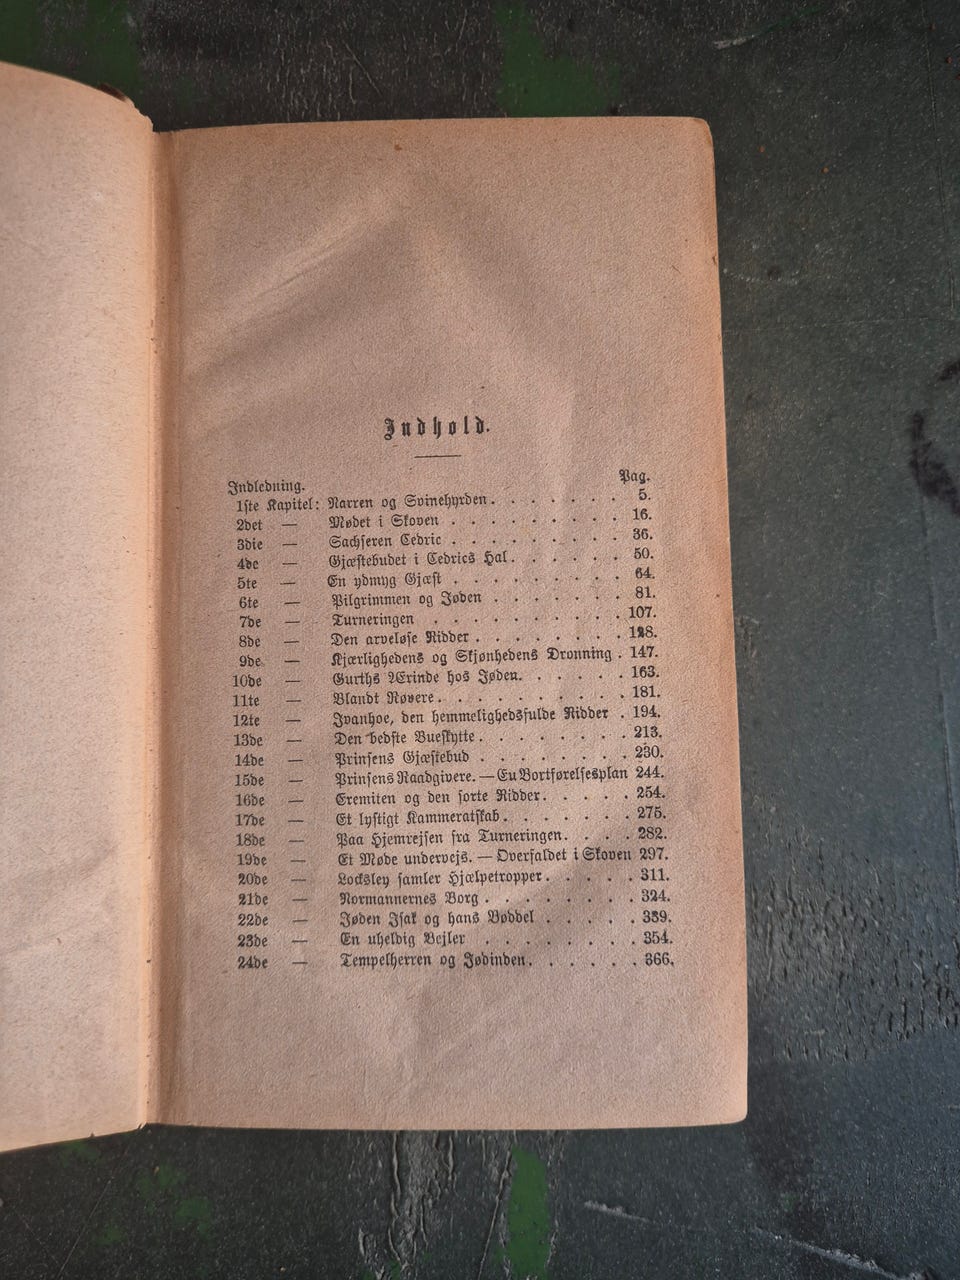 Indhold.
Indledning. Pag.
1ste Kapitel: Narren og Svinehyrden. . . . . . . 5.
2det — Mødet i Skoven . . . . . . . . . 16.
3die — Sachseren Cedric . . . . . . . . . 36.
4de — Gjæstebudet i Cedrics Hal. . . . . . 50.
5te — En ydmyg Gjæst . . . . . . . . . 64.
6te — Pilgrimmen og Jøden . . . . . . . 81.
7de — Turneringen . . . . . . . . . . 107.
8de — Den arveløse Ridder . . . . . . . . 128.
9de — Kjærlighedens og Skjønhedens Dronning . 147.
10de — Gurths Ærinde hos Jøden. . . . . . 163.
11te — Blandt Røvere. . . . . . . . . . 181.
12te — Ivanhoe, den hemmelighedsfulde Ridder . 194.
13de — Den bedste Bueskytte. . . . . . . . 213.
14de — Prinsens Gjæstebud . . . . . . . . 230.
15de — Prinsens Raadgivere. — Eu Bortførelsesplan 244.
16de — Eremiten og den sorte Ridder. . . . . 254.
17de — Et lystigt Kammeratskab. . . . . . . 275.
18de — Paa Hjemrejsen fra Turneringen. . . . 282.
19de — Et Møde undervejs. — Overfaldet i Skoven 297.
20de — Locksley samler Hjælpetropper. . . . . 311.
21de — Normannernes Borg . . . . . . . . 324.
22de — Jøden Isak og hans Bøddel . . . . . 339.
23de — En uheldig Bejler . . . . . . . . 354.
24de — Tempelherren og Jødinden. . . . . . 366.